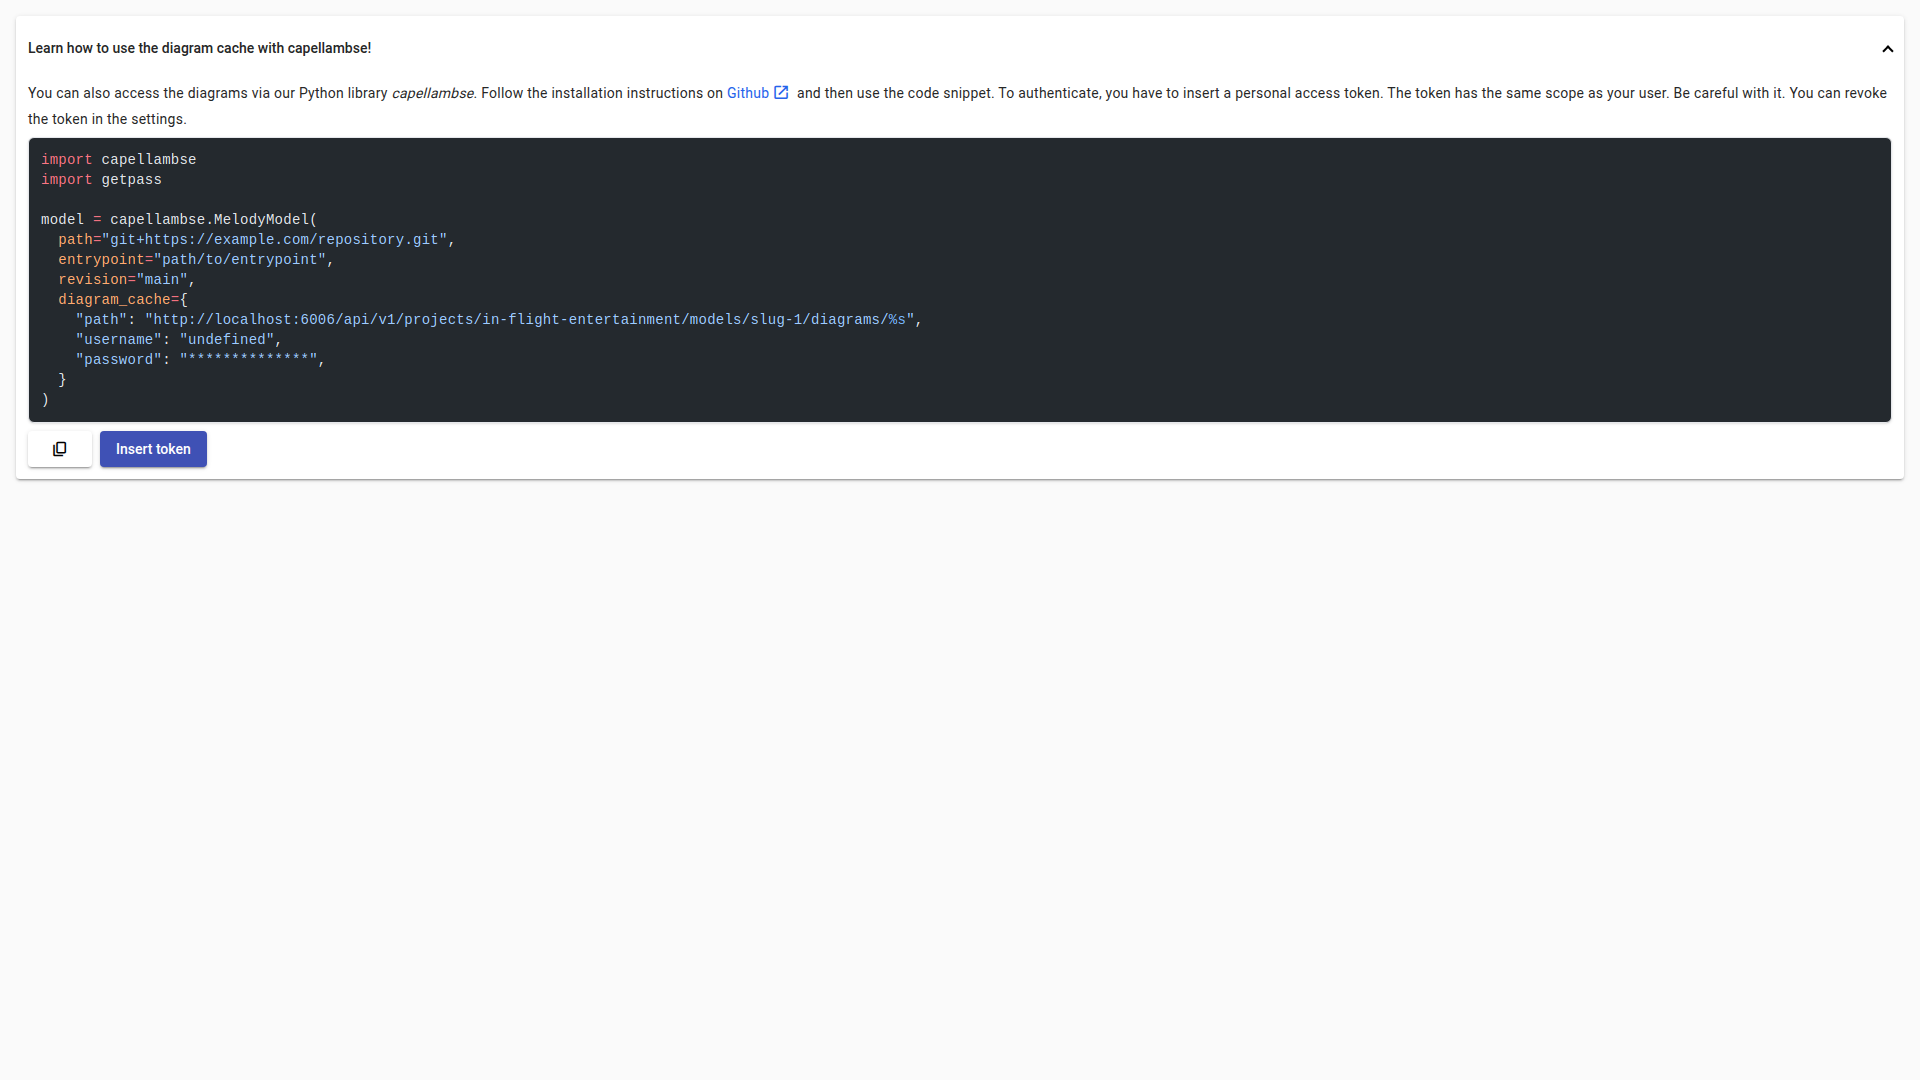 Learn how to use the diagram cache with capellambse!
You can also access the diagrams via our Python library capellambse. Follow the installation instructions on Github and then use the code snippet. To authenticate, you have to insert a personal access token. The token has the same scope as your user. Be careful with it. You can revoke
the token in the settings.
import capellambse
import getpass
model = capellambse.MelodyModel(
  path="git+https://example.com/repository.git",
  entrypoint="path/to/entrypoint",
  revision="main",
  diagram_cache={
    "path": "http://localhost:6006/api/v1/projects/in-flight-entertainment/models/slug-1/diagrams/%s",
    "username": "undefined",
    "password": "**************",
  }
)
Insert token